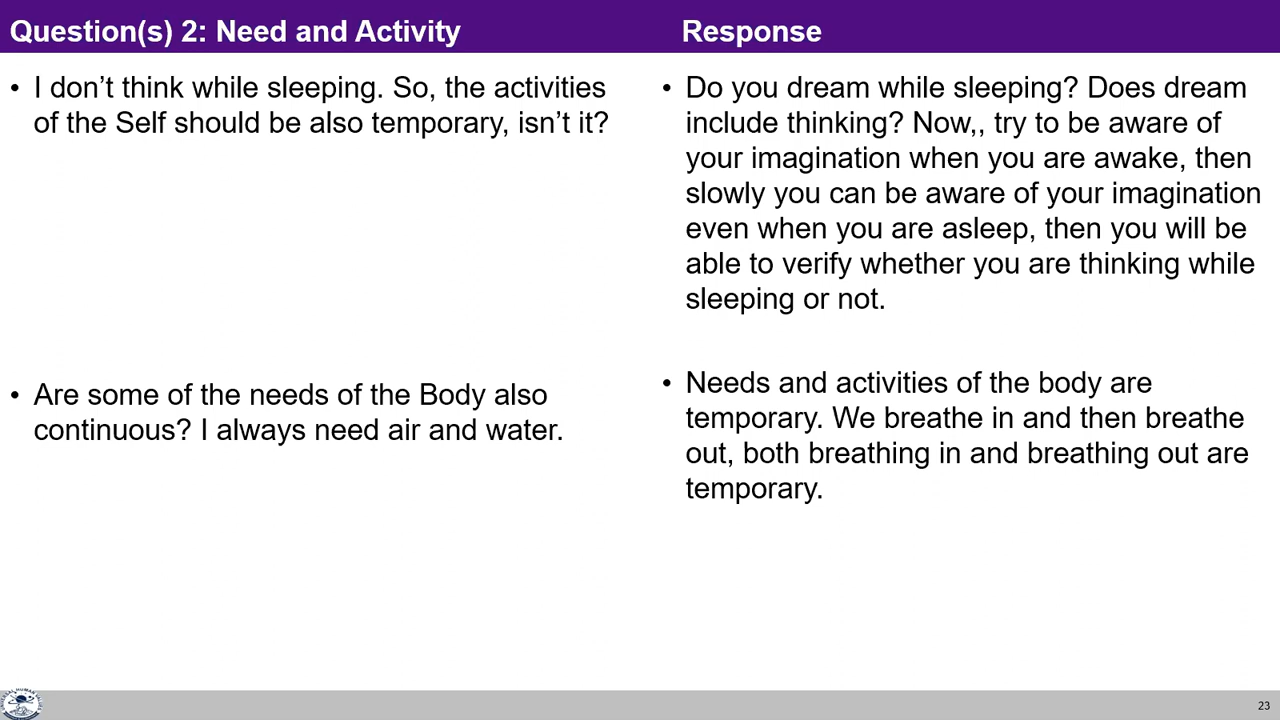 Question(s) 2: Need and Activity
Response
• I don’t think while sleeping. So, the activities
of the Self should be also temporary, isn’t it?
• Do you dream while sleeping? Does dream
include thinking? Now,, try to be aware of
your imagination when you are awake, then
slowly you can be aware of your imagination
even when you are asleep, then you will be
able to verify whether you are thinking while
sleeping or not.
• Are some of the needs of the Body also
continuous? I always need air and water.
• Needs and activities of the body are
temporary. We breathe in and then breathe
out, both breathing in and breathing out are
temporary.
23